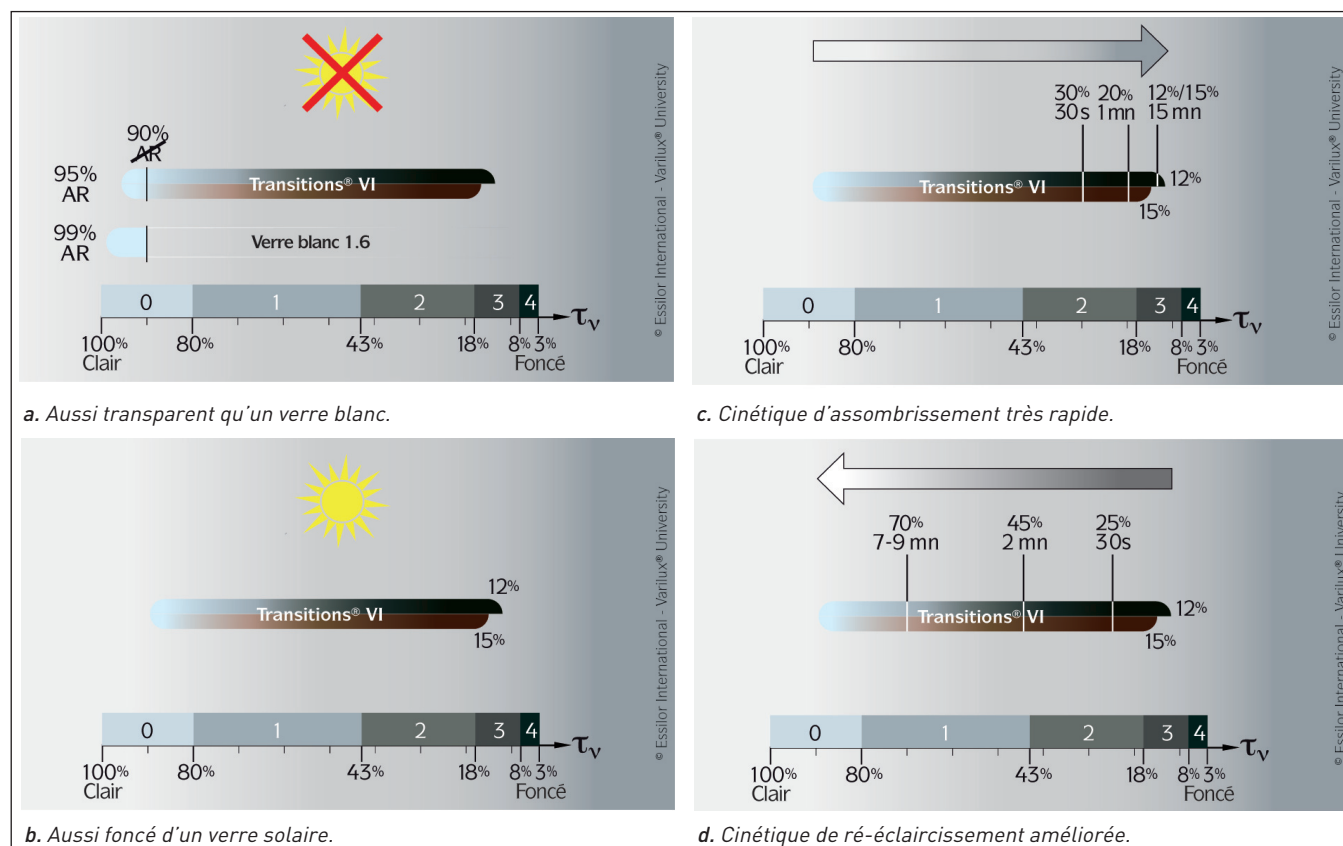 90%
AR
95%
AR
Transitions® VI
99%
AR
Verre blanc 1.6
0 1 2 3 4
τν
100% 80% 43% 18% 8% 3%
Clair Foncé
© Essilor International - Varilux® University
a. Aussi transparent qu'un verre blanc.
30% 20% 12%/15%
30s 1mn 15mn
Transitions® VI
12%
15%
0 1 2 3 4
τν
100% 80% 43% 18% 8% 3%
Clair Foncé
© Essilor International - Varilux® University
c. Cinétique d'assombrissement très rapide.
12%
Transitions® VI
15%
0 1 2 3 4
τν
100% 80% 43% 18% 8% 3%
Clair Foncé
© Essilor International - Varilux® University
b. Aussi foncé d'un verre solaire.
70% 45% 25%
7-9 mn 2 mn 30s
Transitions® VI
12%
15%
0 1 2 3 4
τν
100% 80% 43% 18% 8% 3%
Clair Foncé
© Essilor International - Varilux® University
d. Cinétique de ré-éclaircissement améliorée.